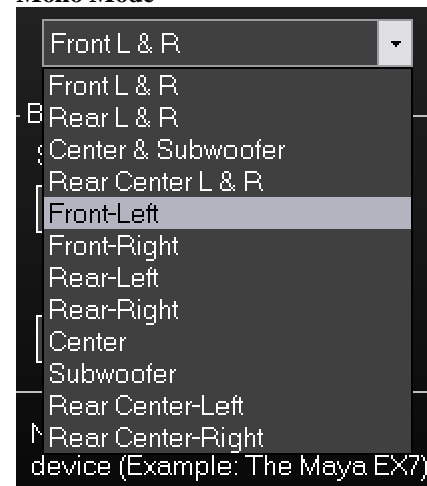 Mono Mode
Front L & R
Front L & R
Rear L & R
Center & Subwoofer
Rear Center L & R
Front-Left
Front-Right
Rear-Left
Rear-Right
Center
Subwoofer
Rear Center-Left
Rear Center-Right
device (Example: The Maya EX7)